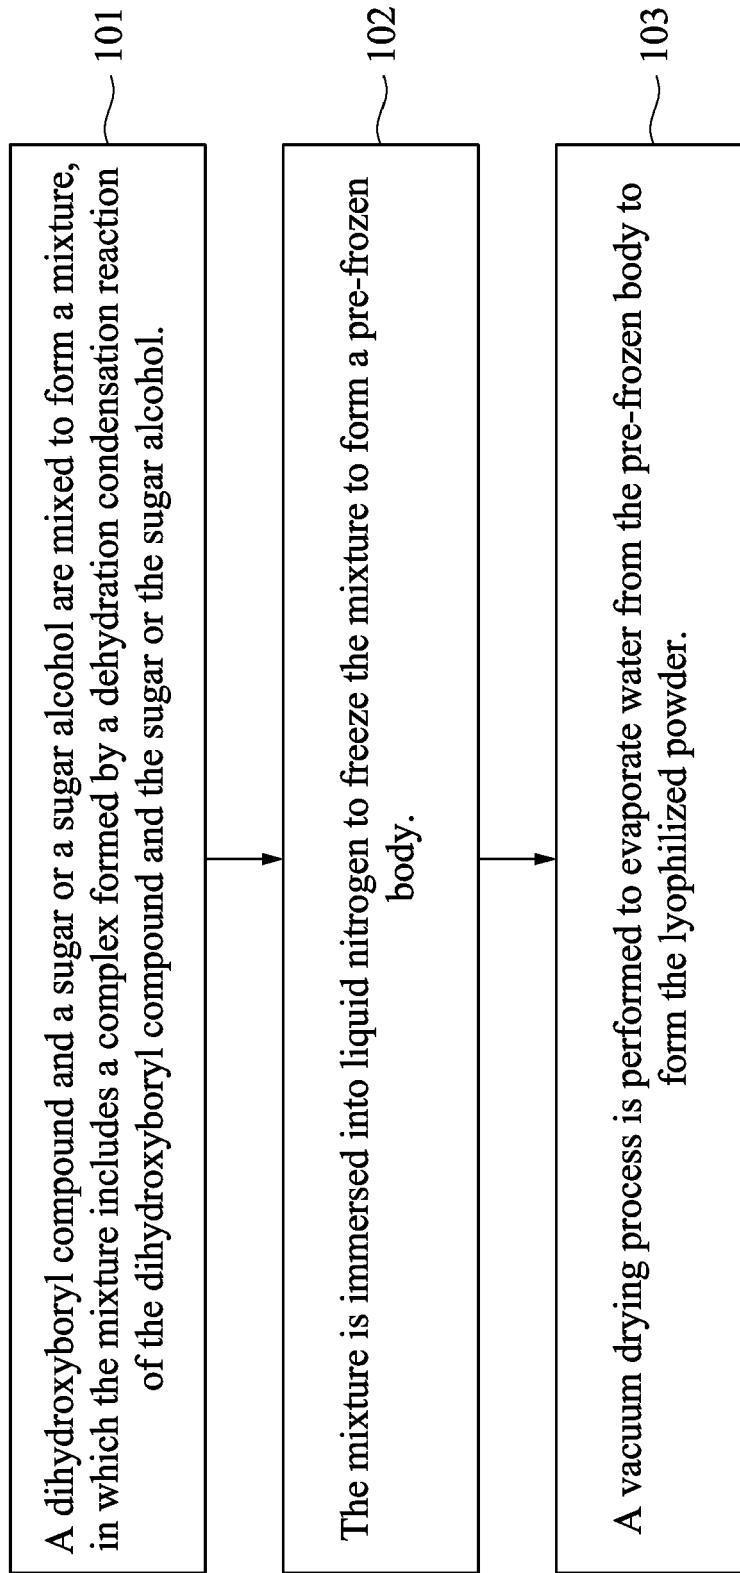 A dihydroxyboryl compound and a sugar or a sugar alcohol are mixed to form a mixture,
in which the mixture includes a complex formed by a dehydration condensation reaction
of the dihydroxyboryl compound and the sugar or the sugar alcohol.
101
The mixture is immersed into liquid nitrogen to freeze the mixture to form a pre-frozen
body.
102
A vacuum drying process is performed to evaporate water from the pre-frozen body to
form the lyophilized powder.
103